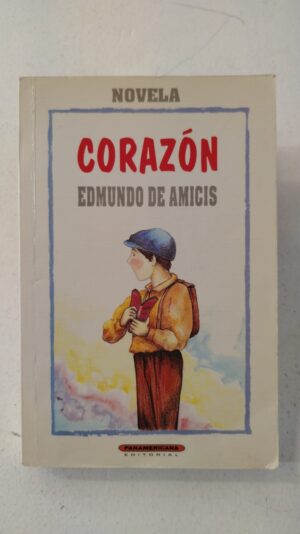 NOVELA
CORAZÓN
EDMUNDO DE AMICIS
PANAMERICANA
EDITORIAL